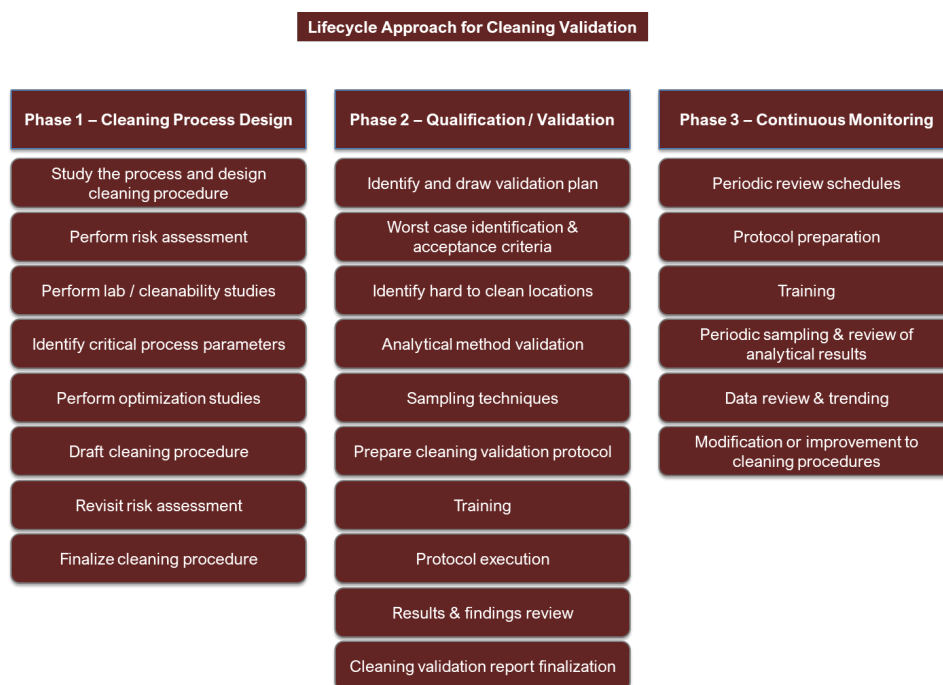 Lifecycle Approach for Cleaning Validation
Phase 1 – Cleaning Process Design
Study the process and design
cleaning procedure
Perform risk assessment
Perform lab / cleanability studies
Identify critical process parameters
Perform optimization studies
Draft cleaning procedure
Revisit risk assessment
Finalize cleaning procedure
Phase 2 – Qualification / Validation
Identify and draw validation plan
Worst case identification &
acceptance criteria
Identify hard to clean locations
Analytical method validation
Sampling techniques
Prepare cleaning validation protocol
Training
Protocol execution
Results & findings review
Cleaning validation report finalization
Phase 3 – Continuous Monitoring
Periodic review schedules
Protocol preparation
Training
Periodic sampling & review of
analytical results
Data review & trending
Modification or improvement to
cleaning procedures